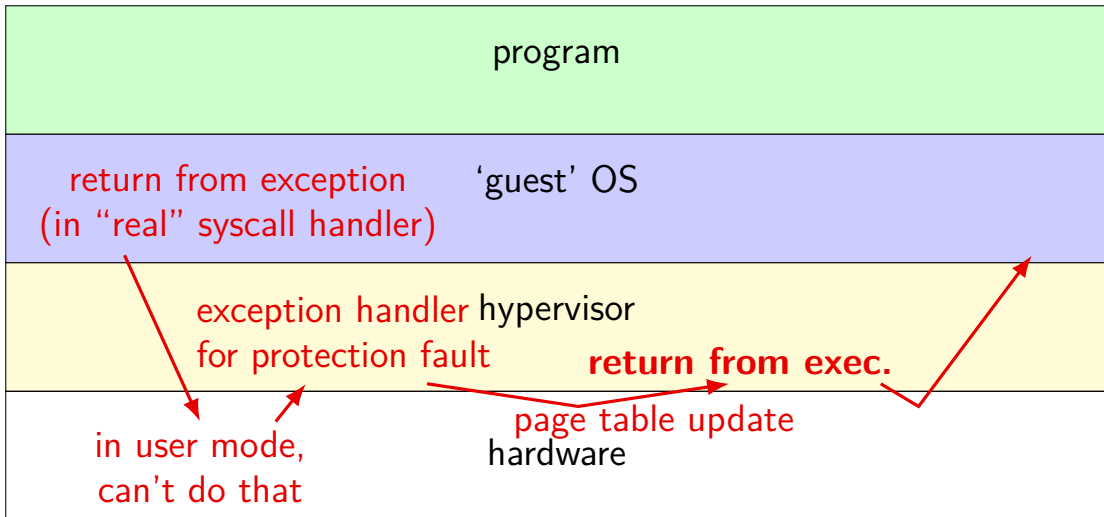 program
return from exception
(in “real” syscall handler)
‘guest’ OS
exception handler
for protection fault
hypervisor
return from exec.
page table update
in user mode,
can't do that
hardware